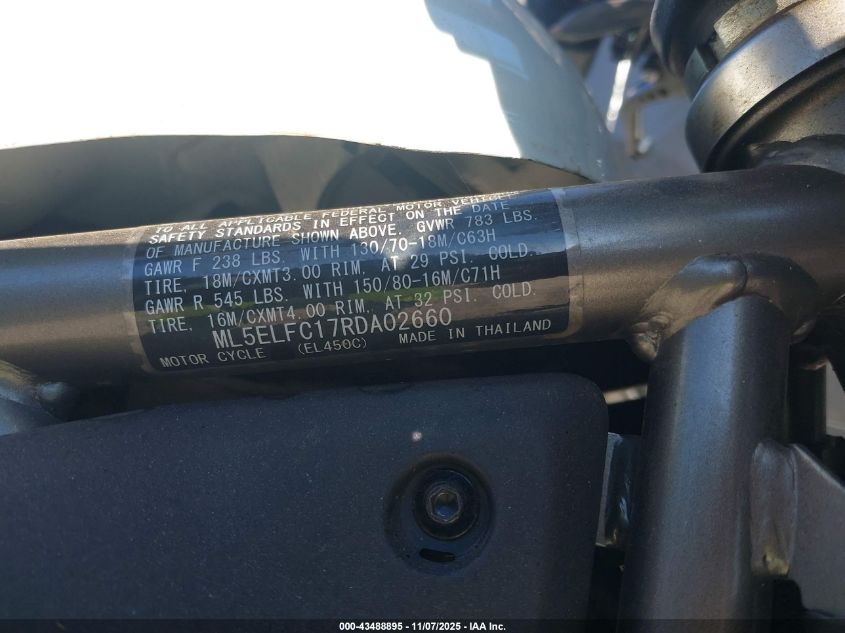 TO ALL APPLICABLE FEDERAL MOTOR VEHICLE
SAFETY STANDARDS IN EFFECT ON THE DATE
OF MANUFACTURE SHOWN ABOVE. GVWR 783 LBS.
GAWR F 238 LBS. WITH 130/70-18M/C63H
TIRE, 18M/CXMT3.00 RIM. AT 29 PSI. COLD.
GAWR R 545 LBS. WITH 150/80-16M/C71H
TIRE, 16M/CXMT4.00 RIM. AT 32 PSI. COLD.
ML5ELFC17RDA02660
MOTOR CYCLE (EL450C) MADE IN THAILAND
000-43488895 - 11/07/2025 - IAA Inc.